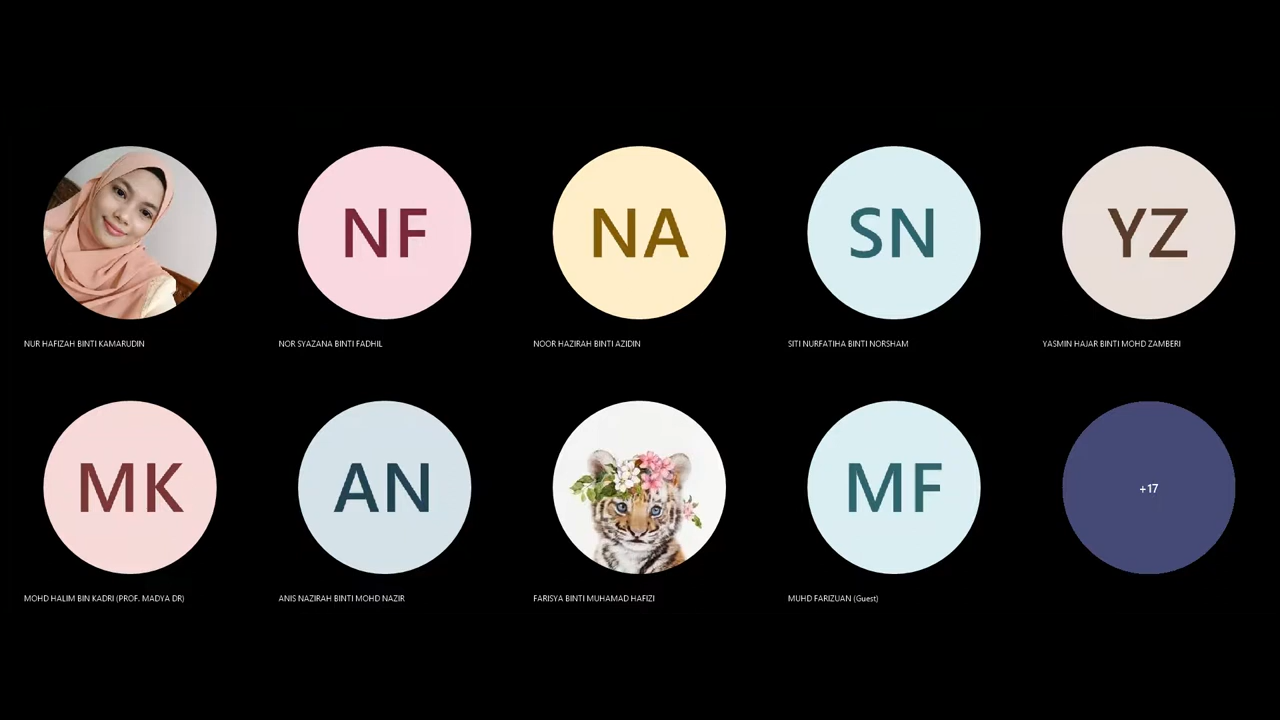 NF
NA
SN
YZ
NUR HAFIZAH BINTI KAMARUDIN
NOR SYAZANA BINTI FADHIL
NOOR HAZIRAH BINTI AZIDIN
SITI NURFATIHA BINTI NORSHAM
YASMIN HAJAR BINTI MOHD ZAMBERI
MK
AN
MF
+17
MOHD HALIM BIN KADRI (PROF. MADYA DR)
ANIS NAZIRAH BINTI MOHD NAZIR
FARISYA BINTI MUHAMAD HAFIZI
MUHD FARIZUAN (Guest)